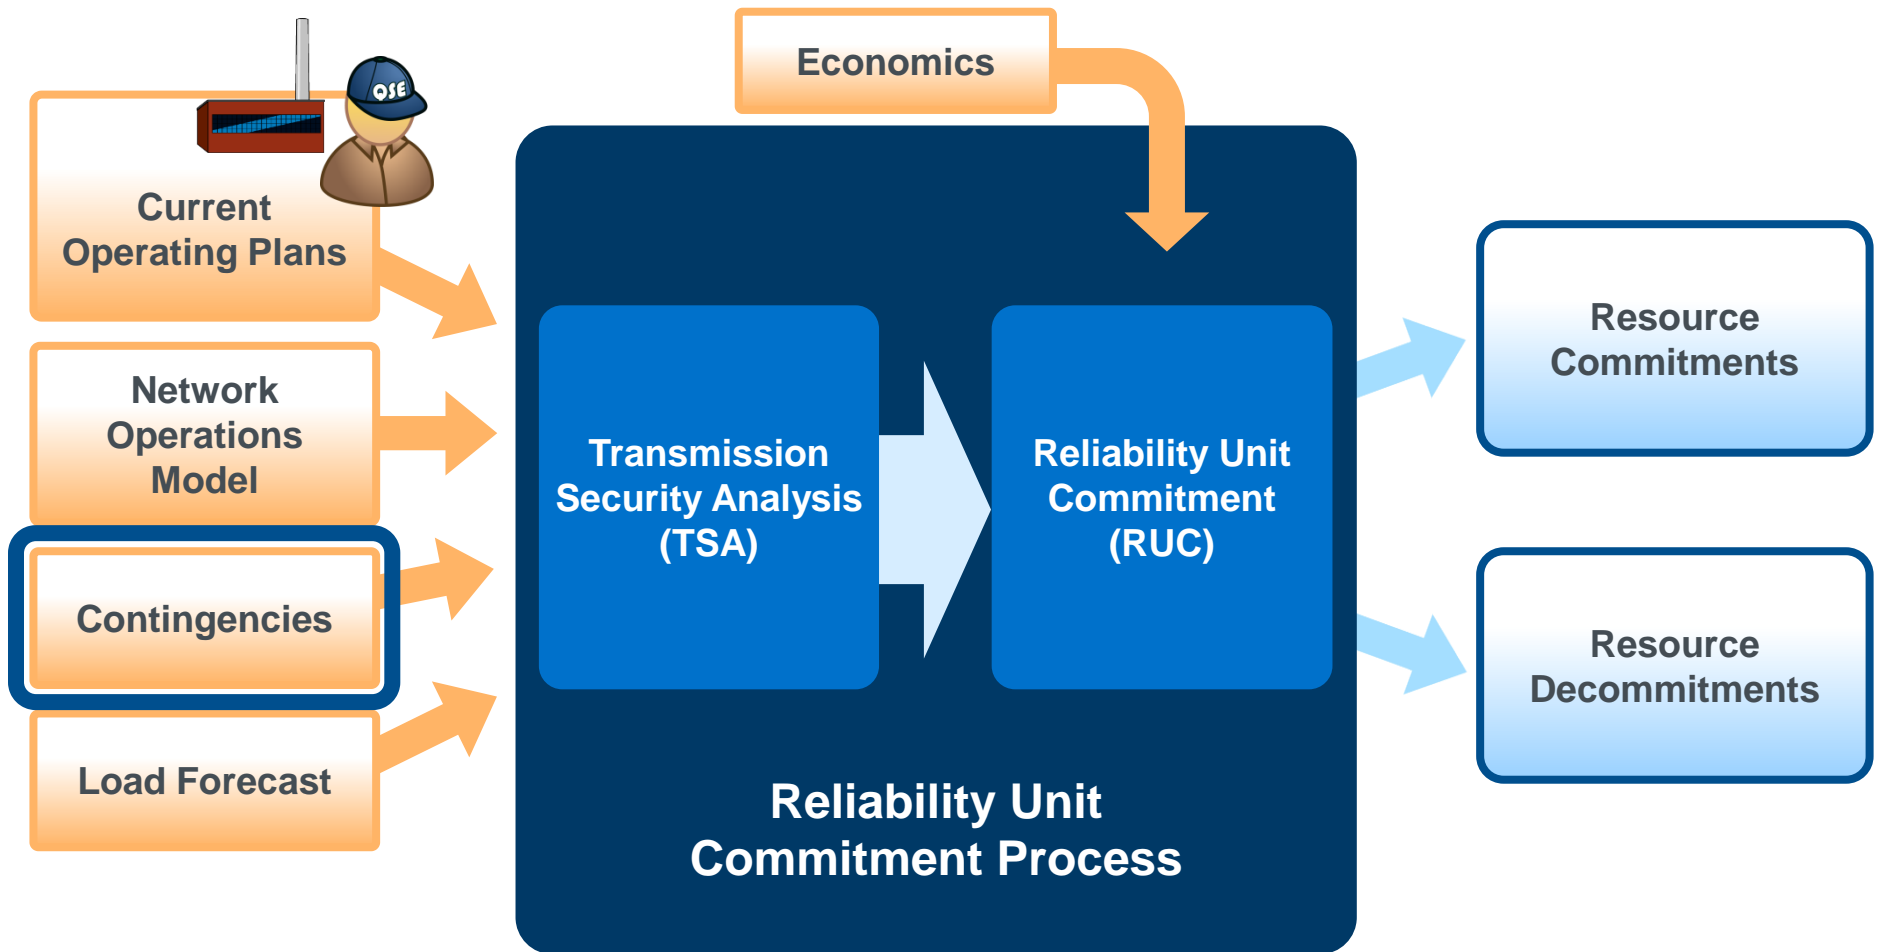 QSE
Current
Operating Plans
Network
Operations
Model
Contingencies
Load Forecast
Economics
Transmission
Security Analysis
(TSA)
Reliability Unit
Commitment
(RUC)
Reliability Unit
Commitment Process
Resource
Commitments
Resource
Decommitments